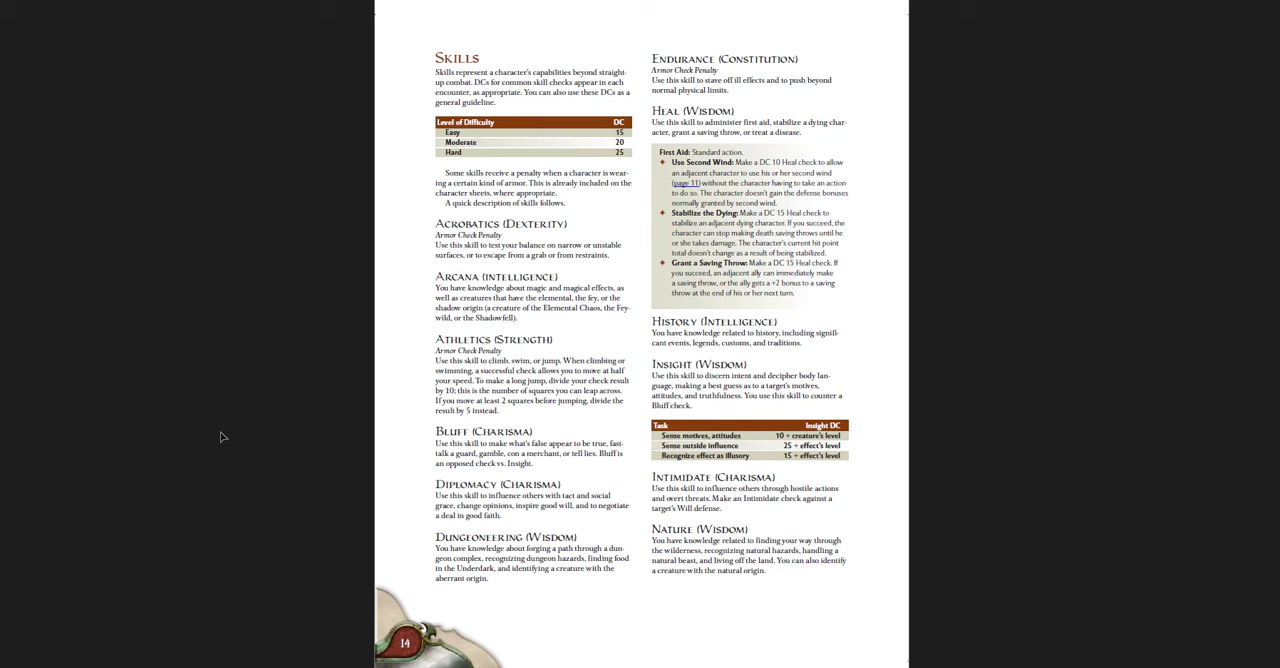 Skills
Skills represent a character's capabilities beyond straight-
up combat. DCs for common skill checks appear in each
encounter, as appropriate. You can also use these DCs as a
general guideline.
Level of Difficulty DC
Easy 15
Moderate 20
Hard 25
Some skills receive a penalty when a character is wear-
ing a certain kind of armor. This is already included on the
character sheets, where appropriate.
A quick description of skills follows.
Acrobatics (Dexterity)
Armor Check Penalty
Use this skill to test your balance on narrow or unstable
surfaces, or to escape from a grab or from restraints.
Arcana (Intelligence)
You have knowledge about magic and magical effects, as
well as creatures that have the elemental, the fey, or the
shadow origin (a creature of the Elemental Chaos, the Fey-
wild, or the Shadowfell).
Athletics (Strength)
Armor Check Penalty
Use this skill to climb, swim, or jump. When climbing or
swimming, a successful check allows you to move at half
your speed. To make a long jump, divide your check result
by 10; this is the number of squares you can leap across.
If you move at least 2 squares before jumping, divide the
result by 5 instead.
Bluff (Charisma)
Use this skill to make what's false appear to be true, fast-
talk a guard, gamble, con a merchant, or tell lies. Bluff is
an opposed check vs. Insight.
Diplomacy (Charisma)
Use this skill to influence others with tact and social
grace, change opinions, inspire good will, and to negotiate
a deal in good faith.
Dungeoneering (Wisdom)
You have knowledge about forging a path through a dun-
geon complex, recognizing dungeon hazards, finding food
in the Underdark, and identifying a creature with the
aberrant origin.
Endurance (Constitution)
Armor Check Penalty
Use this skill to stave off ill effects and to push beyond
normal physical limits.
Heal (Wisdom)
Use this skill to administer first aid, stabilize a dying char-
acter, grant a saving throw, or treat a disease.
First Aid: Standard action.
✦ Use Second Wind: Make a DC 10 Heal check to allow
an adjacent character to use his or her second wind
(page 11) without the character having to take an action
to do so. The character doesn't gain the defense bonuses
normally granted by second wind.
✦ Stabilize the Dying: Make a DC 15 Heal check to
stabilize an adjacent dying character. If you succeed, the
character can stop making death saving throws until he
or she takes damage. The character's current hit point
total doesn't change as a result of being stabilized.
✦ Grant a Saving Throw: Make a DC 15 Heal check. If
you succeed, an adjacent ally can immediately make
a saving throw, or the ally gets a +2 bonus to a saving
throw at the end of his or her next turn.
History (Intelligence)
You have knowledge related to history, including signifi-
cant events, legends, customs, and traditions.
Insight (Wisdom)
Use this skill to discern intent and decipher body lan-
guage, making a best guess as to a target's motives,
attitudes, and truthfulness. You use this skill to counter a
Bluff check.
Task Insight DC
Sense motives, attitudes 10 + creature's level
Sense outside influence 25 + effect's level
Recognize effect as illusory 15 + effect's level
Intimidate (Charisma)
Use this skill to influence others through hostile actions
and overt threats. Make an Intimidate check against a
target's Will defense.
Nature (Wisdom)
You have knowledge related to finding your way through
the wilderness, recognizing natural hazards, handling a
natural beast, and living off the land. You can also identify
a creature with the natural origin.
14